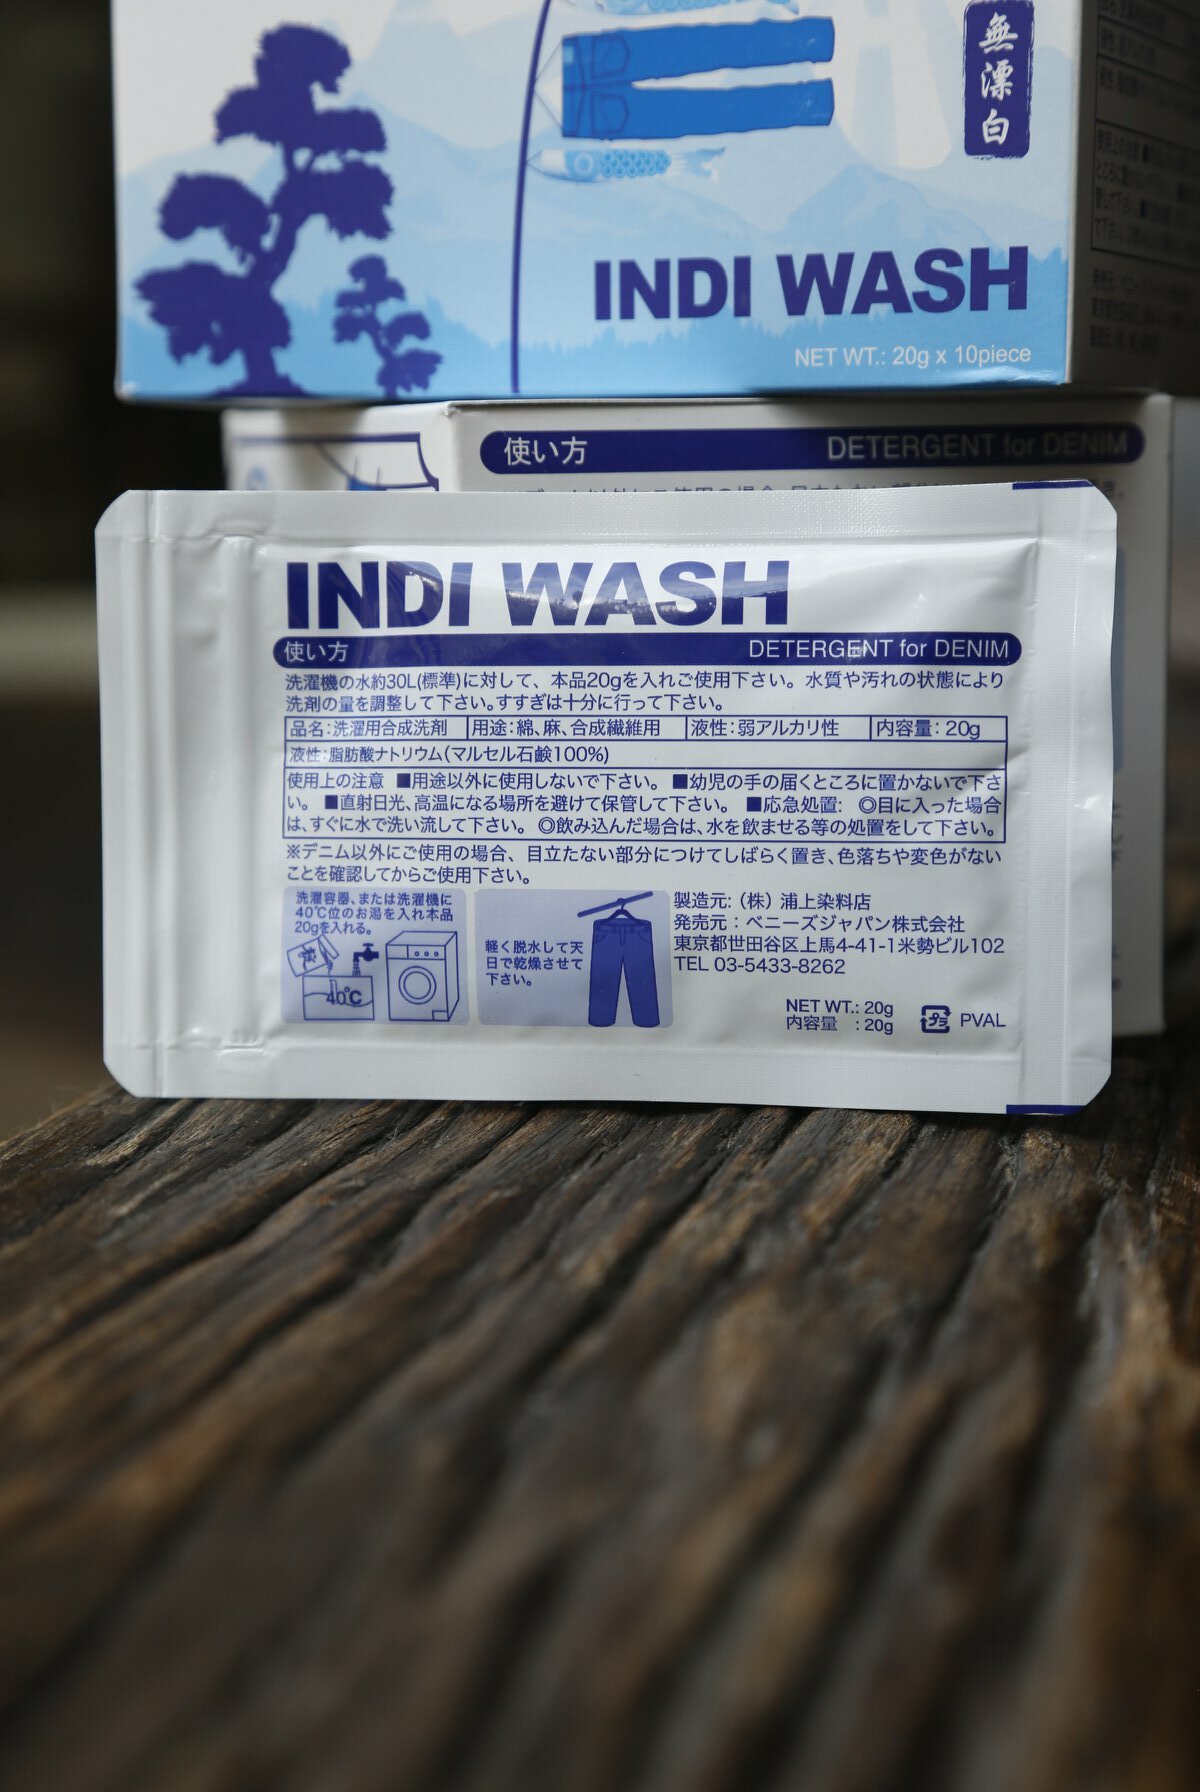 無漂白
INDI WASH
NET WT.: 20g x 10piece
使い方 DETERGENT for DENIM
INDI WASH
使い方 DETERGENT for DENIM
洗濯機の水約30L(標準)に対して、本品20gを入れご使用下さい。水質や汚れの状態により
洗剤の量を調整して下さい。すすぎは十分に行って下さい。
品名：洗濯用合成洗剤 用途：綿、麻、合成繊維用 液性：弱アルカリ性 内容量：20g
液性：脂肪酸ナトリウム(マルセル石鹸100%)
使用上の注意 ■用途以外に使用しないで下さい。 ■幼児の手の届くところに置かないで下さ
い。 ■直射日光、高温になる場所を避けて保管して下さい。 ■応急処置: ◎目に入った場合
は、すぐに水で洗い流して下さい。 ◎飲み込んだ場合は、水を飲ませる等の処置をして下さい。
※デニム以外にご使用の場合、目立たない部分につけてしばらく置き、色落ちや変色がない
ことを確認してからご使用下さい。
洗濯容器、または洗濯機に
40℃位のお湯を入れ本品
20gを入れる。
40℃
軽く脱水して天
日で乾燥させて
下さい。
製造元：(株) 浦上染料店
発売元：ベニーズジャパン株式会社
東京都世田谷区上馬4-41-1米勢ビル102
TEL 03-5433-8262
NET WT.: 20g
内容量 : 20g
プラ PVAL